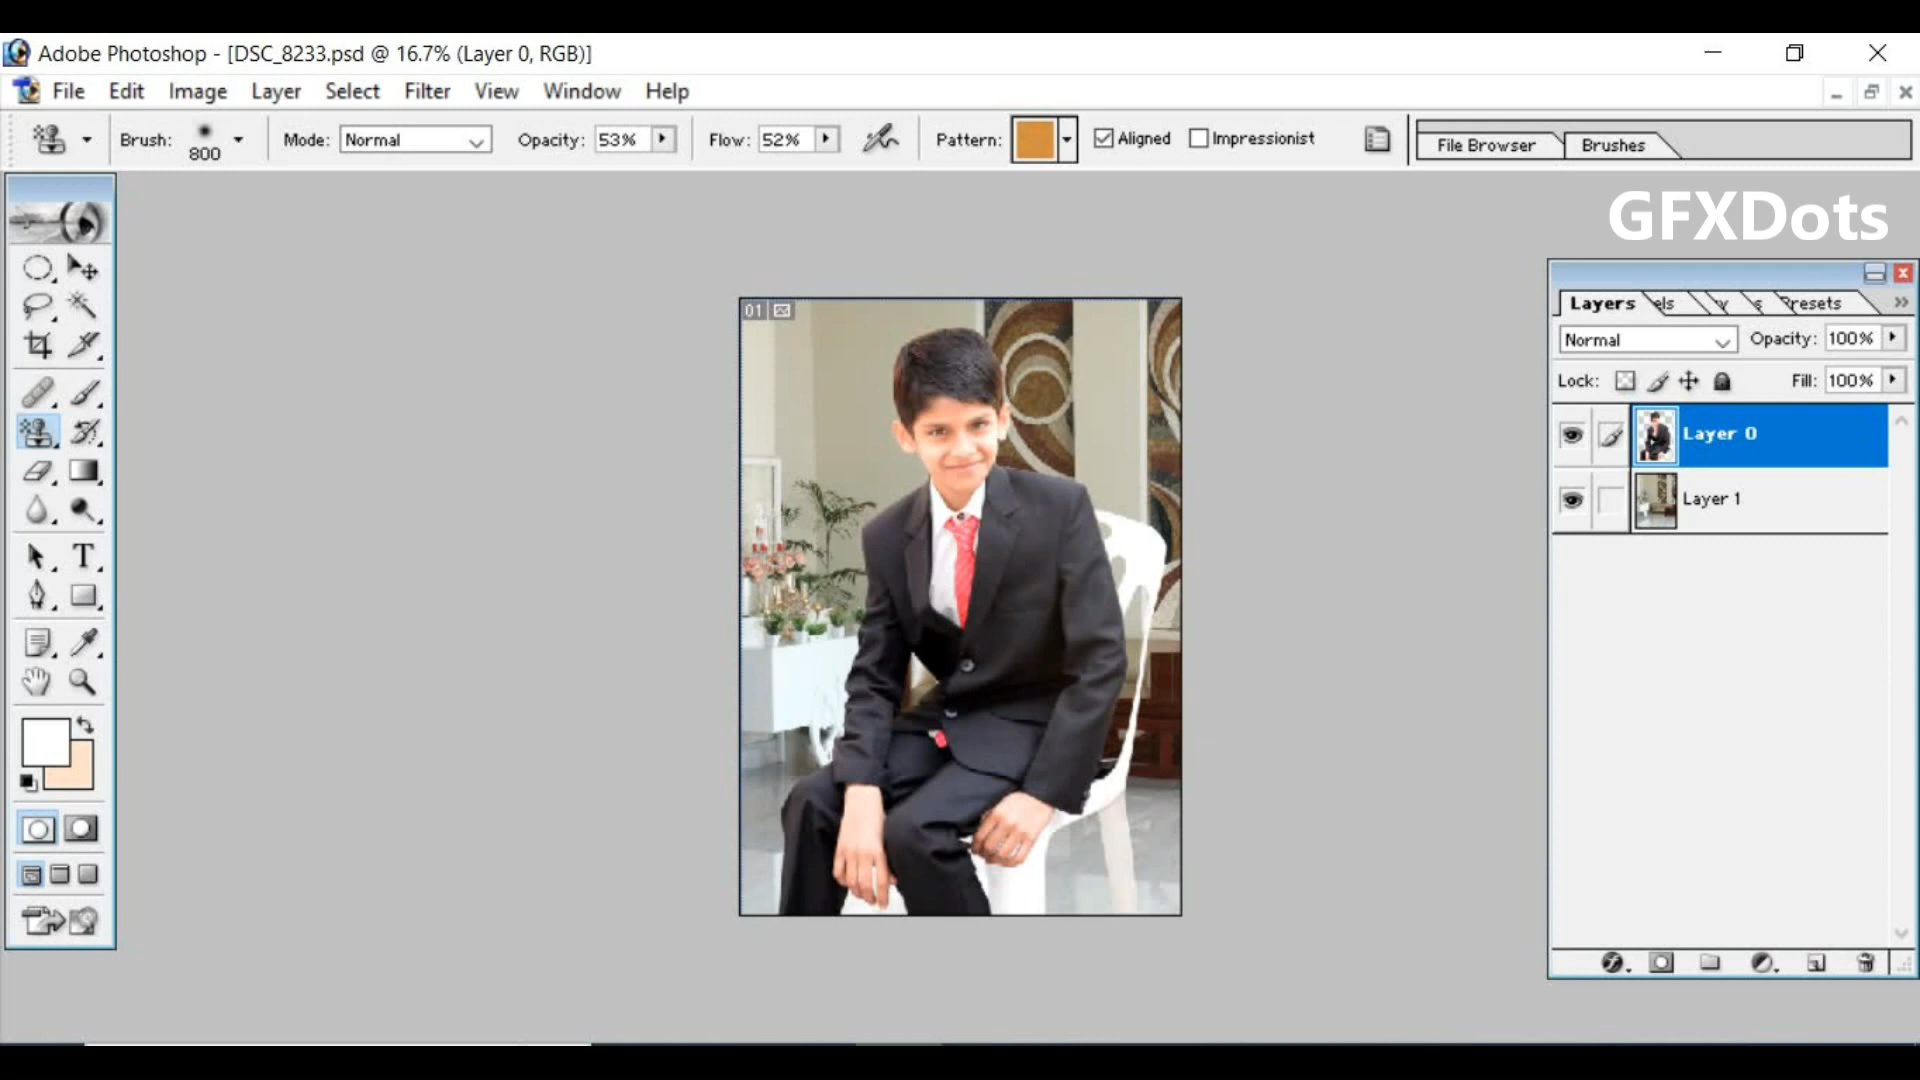 Adobe Photoshop - [DSC_8233.psd @ 16.7% (Layer 0, RGB)]
File Edit Image Layer Select Filter View Window Help
Brush: 800 Mode: Normal Opacity: 53% Flow: 52% Pattern: Aligned Impressionist File Browser Brushes
GFXDots
01
Layers els y s Presets
Normal Opacity: 100%
Lock: Fill: 100%
Layer 0
Layer 1
T